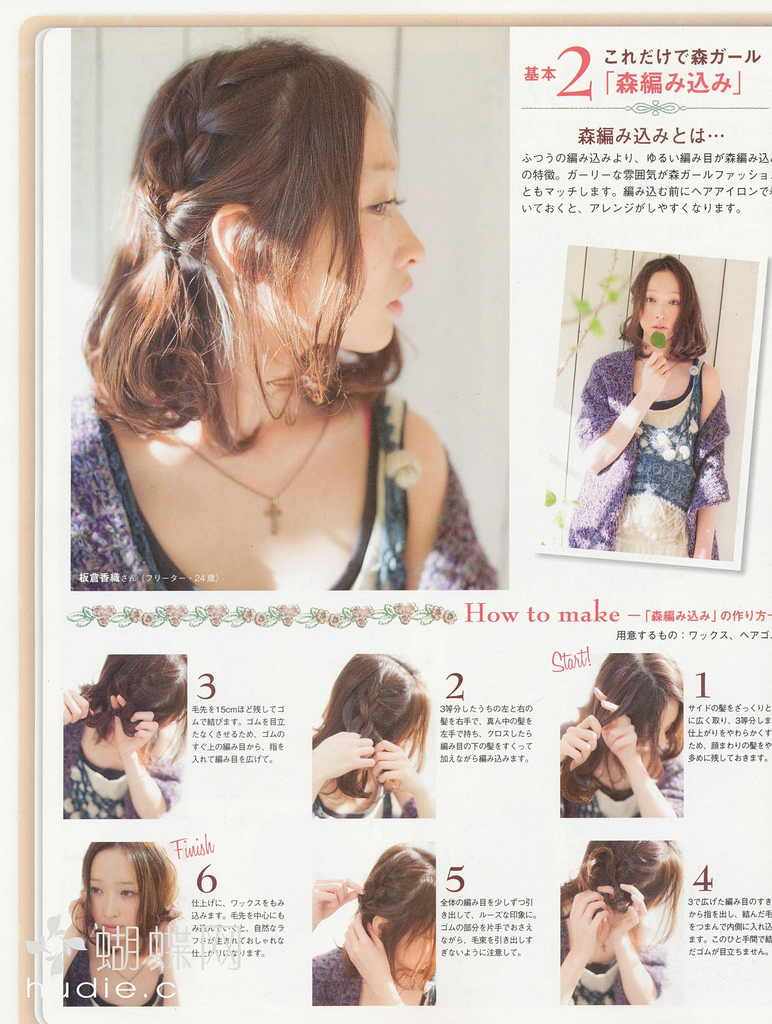 基本2
これだけで森ガール
「森編み込み」
森編み込みとは…
ふつうの編み込みより、ゆるい編み目が森編み込み
の特徴。ガーリーな雰囲気が森ガールファッショ
ともマッチします。編み込む前にヘアアイロンで
いておくと、アレンジがしやすくなります。
板倉香織さん（フリーター・24歳）
How to make ―「森編み込み」の作り方―
用意するもの：ワックス、ヘアゴ
Start!
1
サイドの髪をざっくりと
に広く取り、3等分しま
仕上がりをやわらかくす
ため、顔まわりの髪をや
多めに残しておきます。
2
3等分したうちの左と右の
髪を右手で、真ん中の髪を
左手で持ち、クロスしたら
編み目の下の髪をすくって
加えながら編み込みます。
3
毛先を15cmほど残してゴ
ムで結びます。ゴムを目立
たなくさせるため、ゴムの
すぐ上の編み目から、指を
入れて編み目を広げて。
4
3で広げた編み目のすき
から指を出し、結んだ毛
をつまんで内側に入れ込
ます。このひと手間で結
だゴムが目立ちません。
5
全体の編み目を少しずつ引
き出して、ルーズな印象に。
ゴムの部分を片手でおさえ
ながら、毛束を引き出しす
ぎないように注意して。
Finish
6
仕上げに、ワックスをもみ
込みます。毛先を中心にも
み込んでいくと、自然なラ
フ感が生まれておしゃれな
仕上がりになります。
蝴蝶网
hudie.c